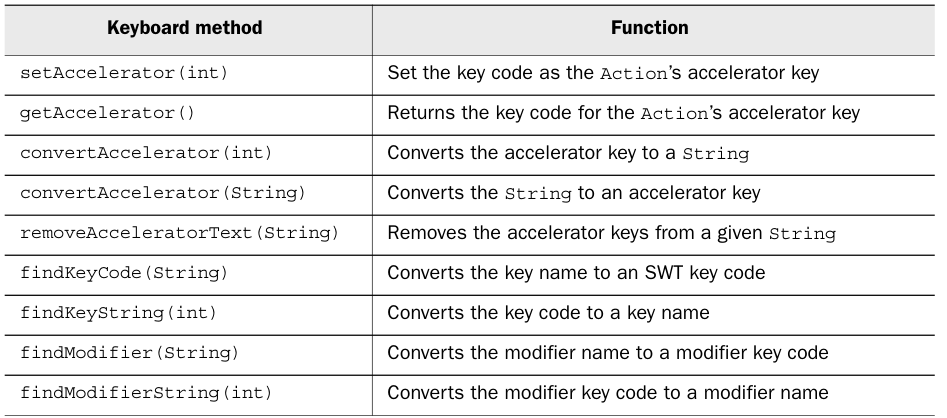 Keyboard method Function
setAccelerator(int) Set the key code as the Action's accelerator key
getAccelerator() Returns the key code for the Action's accelerator key
convertAccelerator(int) Converts the accelerator key to a String
convertAccelerator(String) Converts the String to an accelerator key
removeAcceleratorText(String) Removes the accelerator keys from a given String
findKeyCode(String) Converts the key name to an SWT key code
findKeyString(int) Converts the key code to a key name
findModifier(String) Converts the modifier name to a modifier key code
findModifierString(int) Converts the modifier key code to a modifier name